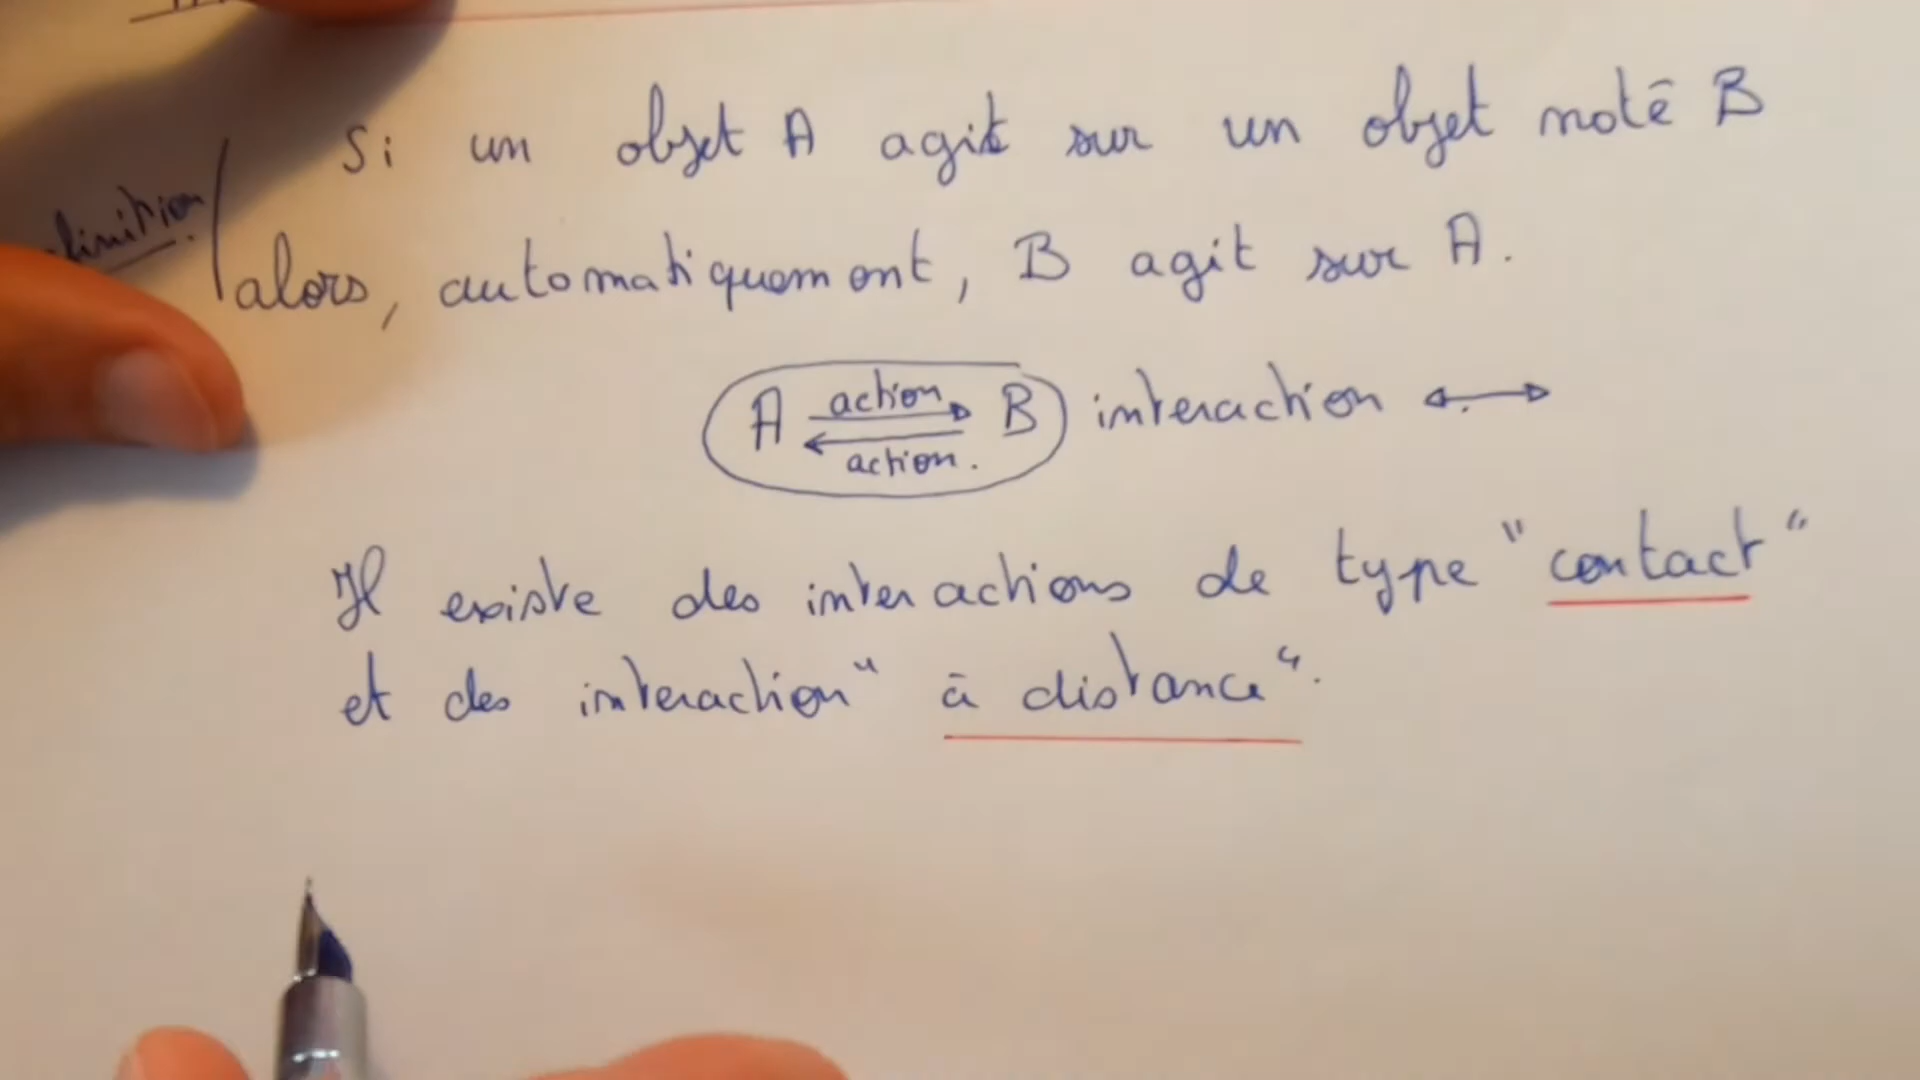 Si un objet A agit sur un objet noté B
alors, automatiquement, B agit sur A.
A action B interaction
action.
Il existe des interactions de type "contact"
et des interaction "à distance".